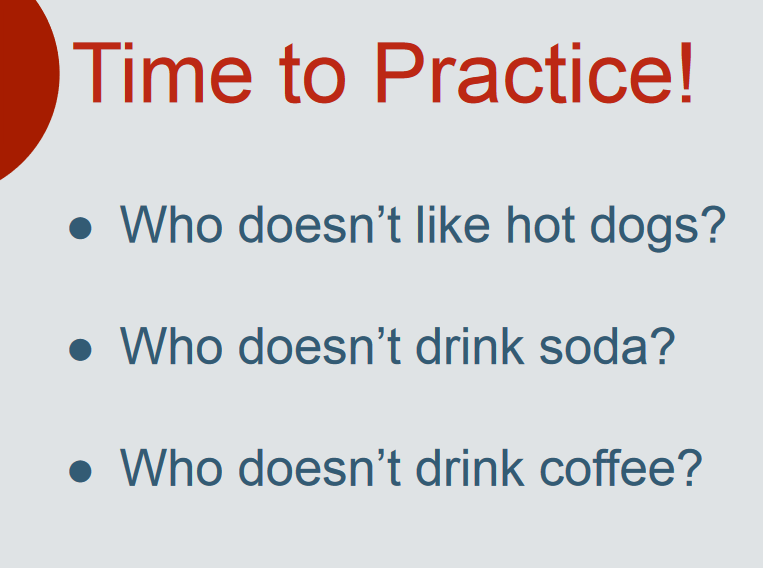 Time to Practice!
● Who doesn’t like hot dogs?
● Who doesn’t drink soda?
● Who doesn’t drink coffee?